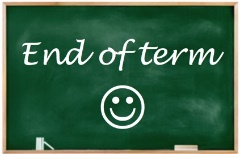 End of term